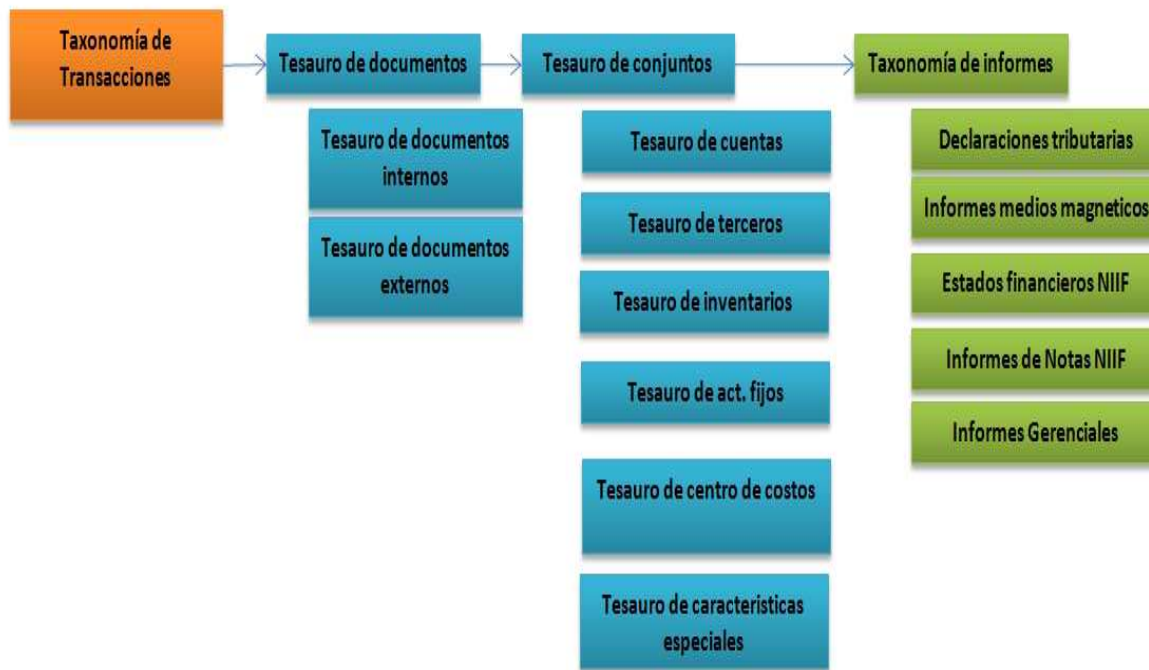 Taxonomía de
Transacciones
Tesauro de documentos
Tesauro de documentos
internos
Tesauro de documentos
externos
Tesauro de conjuntos
Tesauro de cuentas
Tesauro de terceros
Tesauro de inventarios
Tesauro de act. fijos
Tesauro de centro de costos
Tesauro de características
especiales
Taxonomía de informes
Declaraciones tributarias
Informes medios magneticos
Estados financieros NIIF
Informes de Notas NIIF
Informes Gerenciales